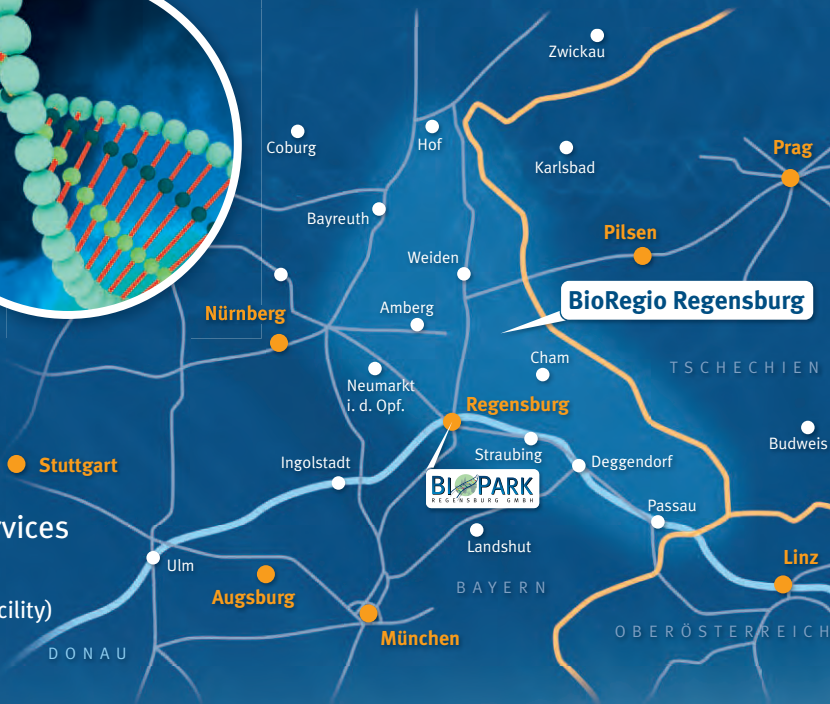 Zwickau
Coburg
Hof
Prag
Karlsbad
Bayreuth
Pilsen
Weiden
BioRegio Regensburg
Nürnberg
Amberg
Cham
TSCHECHIEN
Neumarkt
i. d. Opf.
Regensburg
Budweis
Straubing
Stuttgart
Ingolstadt
Deggendorf
BIOPARK
REGENSBURG GMBH
Passau
rvices
Landshut
Linz
Ulm
BAYERN
Augsburg
cility)
OBERÖSTERREICH
München
DONAU